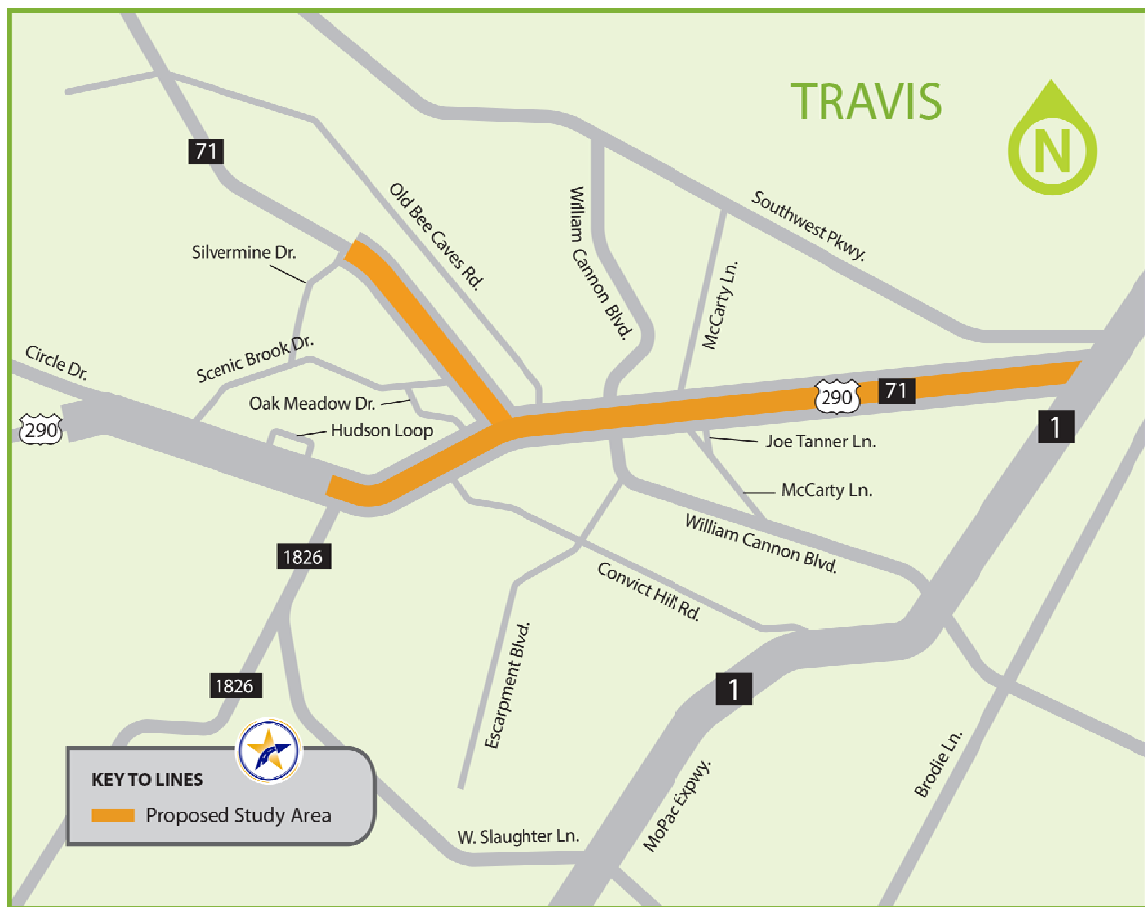 TRAVIS
N
71
Old Bee Caves Rd.
William Cannon Blvd.
Southwest Pkwy.
Silvermine Dr.
McCarty Ln.
Scenic Brook Dr.
Circle Dr.
290
71
Oak Meadow Dr.
290
Hudson Loop
1
Joe Tanner Ln.
McCarty Ln.
William Cannon Blvd.
1826
Convict Hill Rd.
1826
Escarpment Blvd.
1
KEY TO LINES
Proposed Study Area
MoPac Expwy.
Brodie Ln.
W. Slaughter Ln.